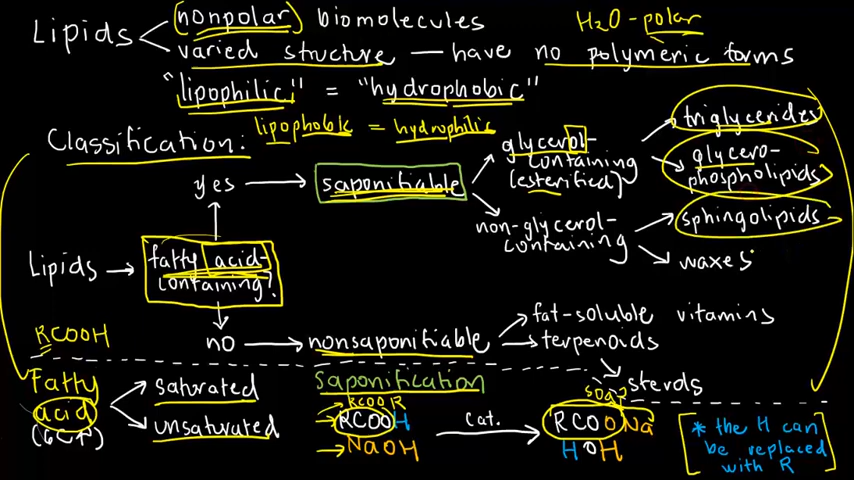 Lipids
nonpolar biomolecules
H2O - polar
varied structure — have no polymeric forms
"lipophilic" = "hydrophobic"
Classification:
lipophobic = hydrophilic
yes
saponifiable
glycerol-
containing
(esterified)
triglycerides
glycero-
phospholipids
non-glycerol-
containing
sphingolipids
waxes
Lipids
fatty acid-
containing?
no
nonsaponifiable
fat-soluble vitamins
terpenoids
sterols
RCOOH
Fatty
acid
saturated
unsaturated
Saponification
RCOOR
RCOOH
NaOH
cat.
RCOONa
HOH
[* the H can
be replaced
with R]